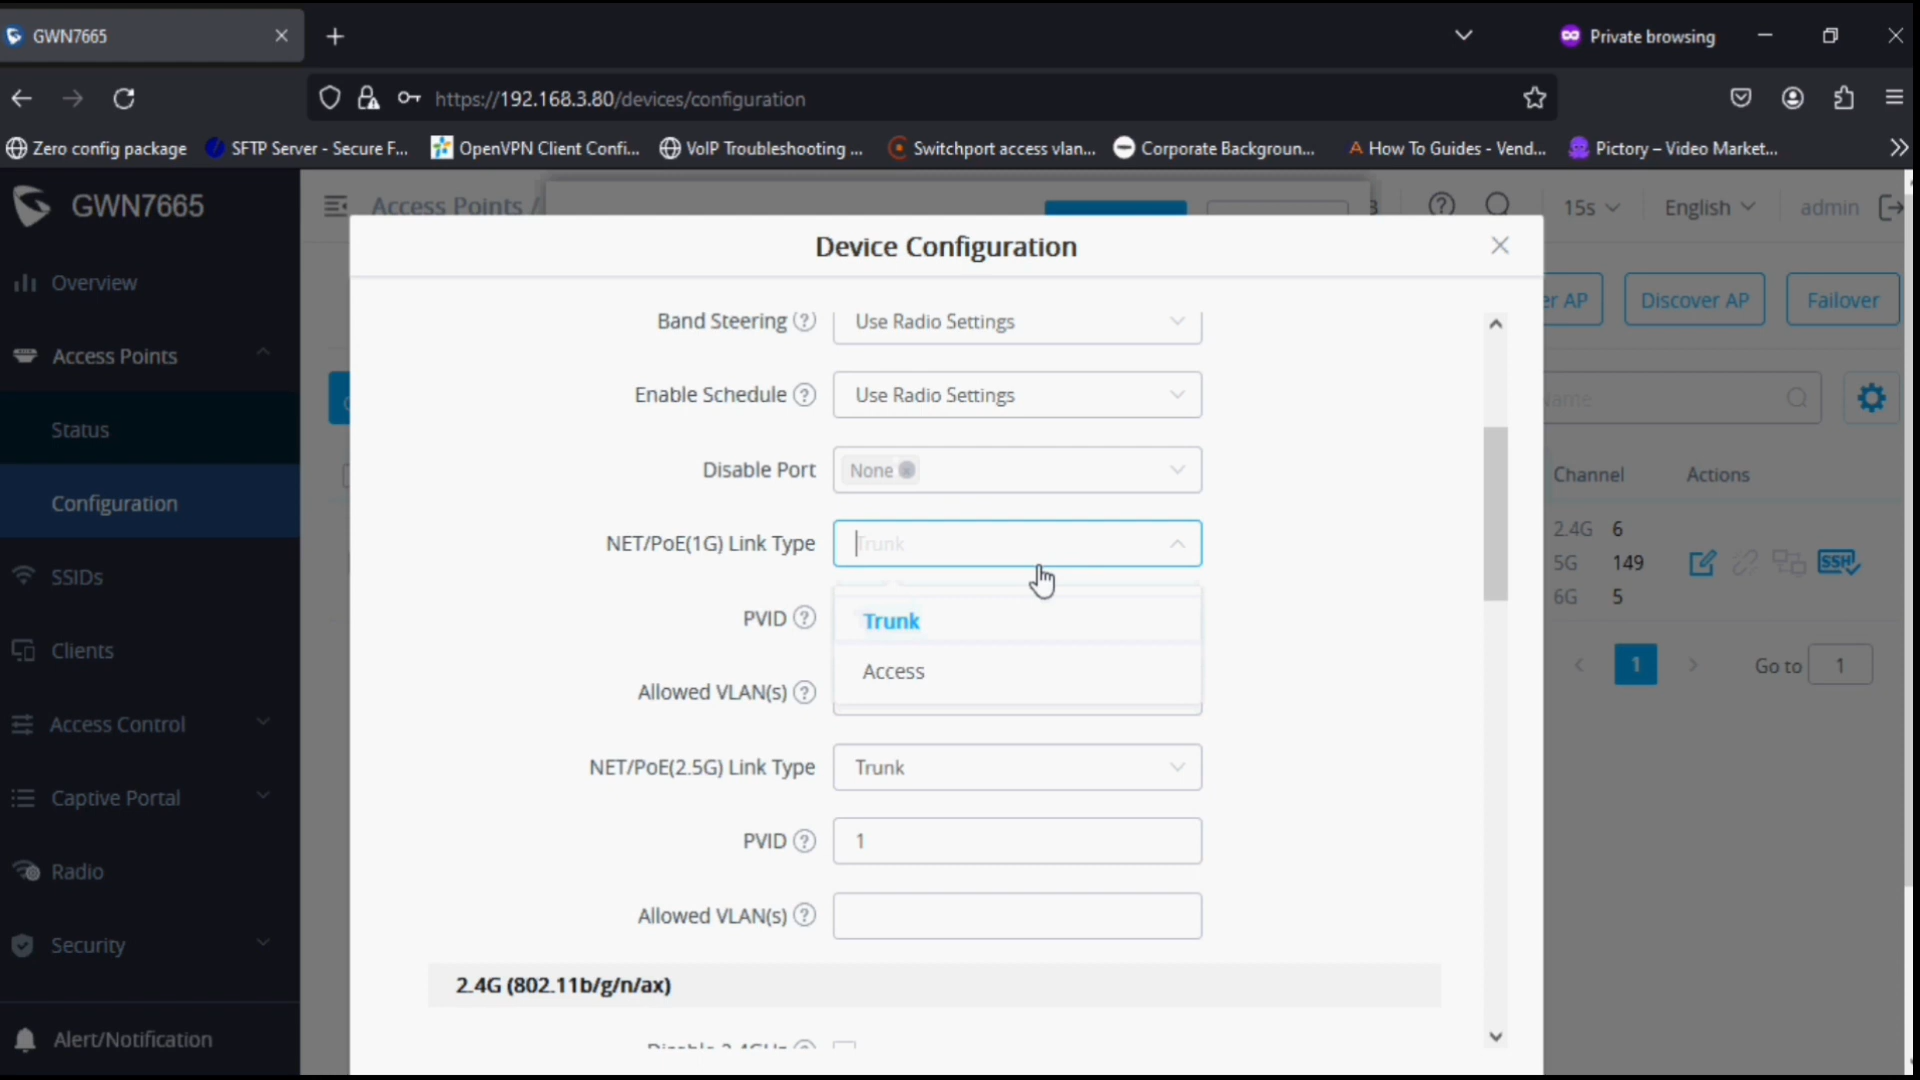 GWN7665
Private browsing
https://192.168.3.80/devices/configuration
Zero config package
SFTP Server - Secure F...
OpenVPN Client Confi...
VoIP Troubleshooting ...
Switchport access vlan...
Corporate Backgroun...
How To Guides - Vend...
Pictory – Video Market...
GWN7665
Access Points /
15s
English
admin
Device Configuration
Overview
Access Points
Status
Configuration
SSIDs
Clients
Access Control
Captive Portal
Radio
Security
Alert/Notification
Band Steering
Use Radio Settings
Enable Schedule
Use Radio Settings
Disable Port
None
NET/PoE(1G) Link Type
Trunk
PVID
Trunk
Access
Allowed VLAN(s)
NET/PoE(2.5G) Link Type
Trunk
PVID
1
Allowed VLAN(s)
2.4G (802.11b/g/n/ax)
er AP
Discover AP
Failover
Name
Channel
Actions
2.4G 6
5G 149
6G 5
SSH
1
Go to 1